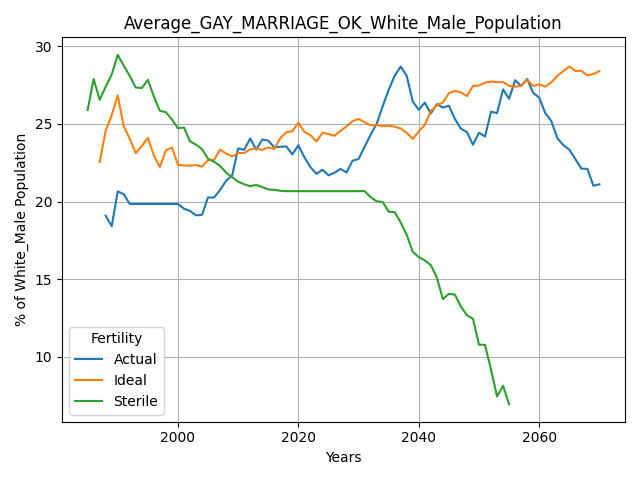 Average_GAY_MARRIAGE_OK_White_Male_Population
% of White_Male Population
30
25
20
15
10
Fertility
Actual
Ideal
Sterile
2000 2020 2040 2060
Years